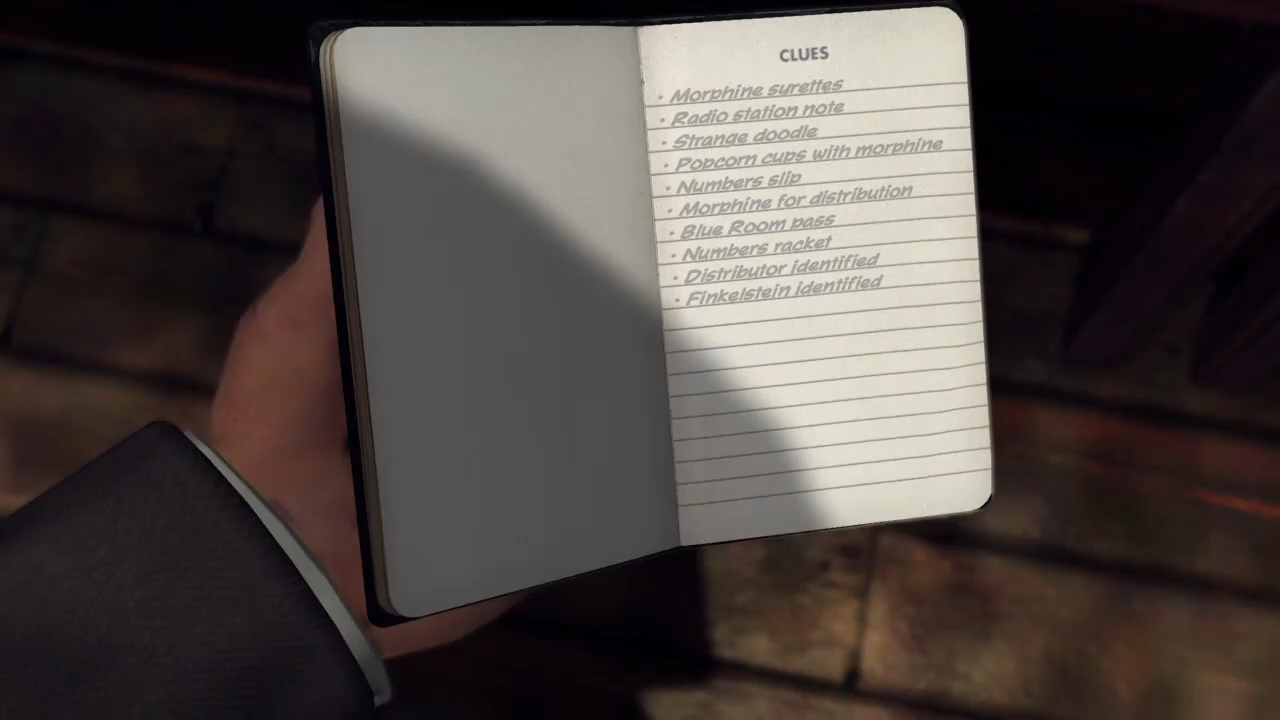 CLUES
• Morphine syrettes
• Radio station note
• Strange doodle
• Popcorn cups with morphine
• Numbers slip
• Morphine for distribution
• Blue Room pass
• Numbers racket
• Distributor identified
• Finkelstein identified